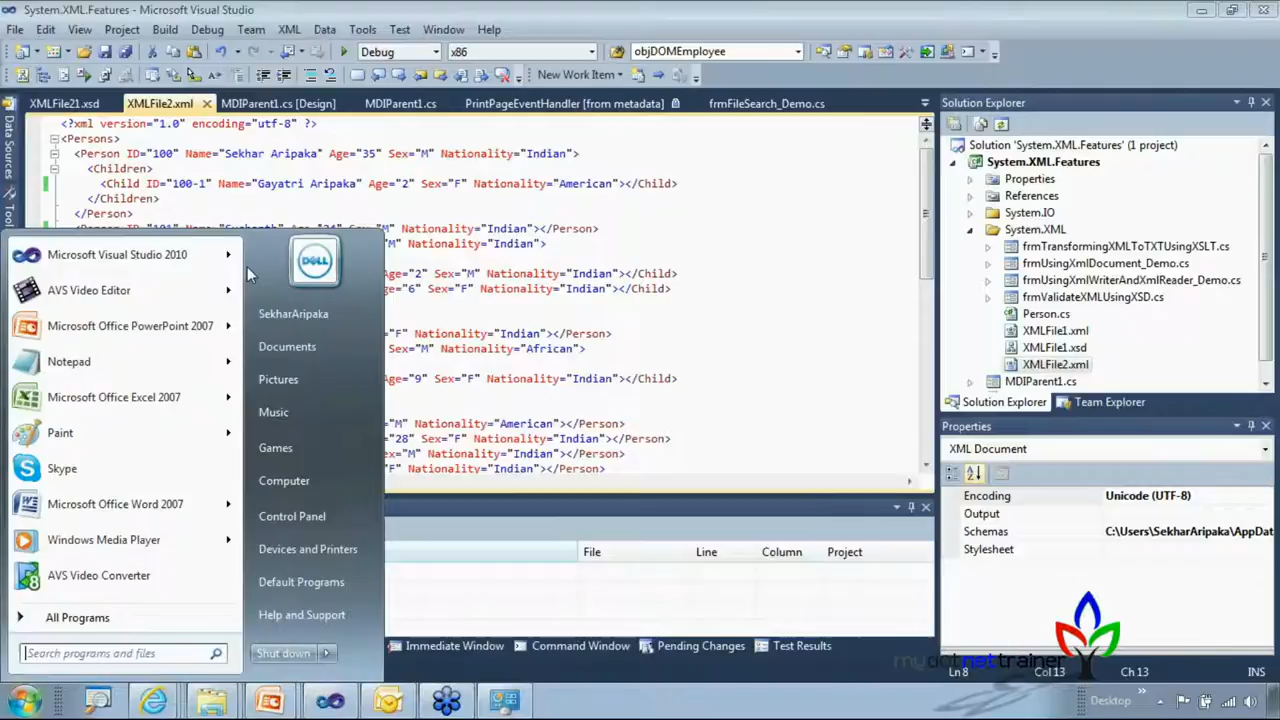 System.XML.Features - Microsoft Visual Studio
File Edit View Project Build Debug Team XML Data Tools Test Window Help
Debug x86 objDOMEmployee
New Work Item
XMLFile21.xsd XMLFile2.xml MDIParent1.cs [Design] MDIParent1.cs PrintPageEventHandler [from metadata] frmFileSearch_Demo.cs
Data Sources
<?xml version="1.0" encoding="utf-8" ?>
<Persons>
<Person ID="100" Name="Sekhar Aripaka" Age="35" Sex="M" Nationality="Indian">
<Children>
<Child ID="100-1" Name="Gayatri Aripaka" Age="2" Sex="F" Nationality="American"></Child>
</Children>
</Person>
Nationality="Indian"></Person>
"M" Nationality="Indian">
Age="2" Sex="M" Nationality="Indian"></Child>
Age="6" Sex="F" Nationality="Indian"></Child>
"F" Nationality="Indian"></Person>
Sex="M" Nationality="African">
Age="9" Sex="F" Nationality="Indian"></Child>
"M" Nationality="American"></Person>
"28" Sex="F" Nationality="Indian"></Person>
"M" Nationality="Indian"></Person>
"F" Nationality="Indian"></Person>
Microsoft Visual Studio 2010
AVS Video Editor
Microsoft Office PowerPoint 2007
Notepad
Microsoft Office Excel 2007
Paint
Skype
Microsoft Office Word 2007
Windows Media Player
AVS Video Converter
All Programs
Search programs and files
DELL
SekharAripaka
Documents
Pictures
Music
Games
Computer
Control Panel
Devices and Printers
Default Programs
Help and Support
Shut down
File Line Column Project
Immediate Window Command Window Pending Changes Test Results
Solution Explorer
Solution 'System.XML.Features' (1 project)
System.XML.Features
Properties
References
System.IO
System.XML
frmTransformingXMLToTXTUsingXSLT.cs
frmUsingXmlDocument_Demo.cs
frmUsingXmlWriterAndXmlReader_Demo.cs
frmValidateXMLUsingXSD.cs
Person.cs
XMLFile1.xml
XMLFile1.xsd
XMLFile2.xml
MDIParent1.cs
Solution Explorer Team Explorer
Properties
XML Document
Encoding Unicode (UTF-8)
Output
Schemas C:\Users\SekharAripaka\AppDat
Stylesheet
mydotnettrainer
Ln8 Col 13 Ch 13 INS
Desktop